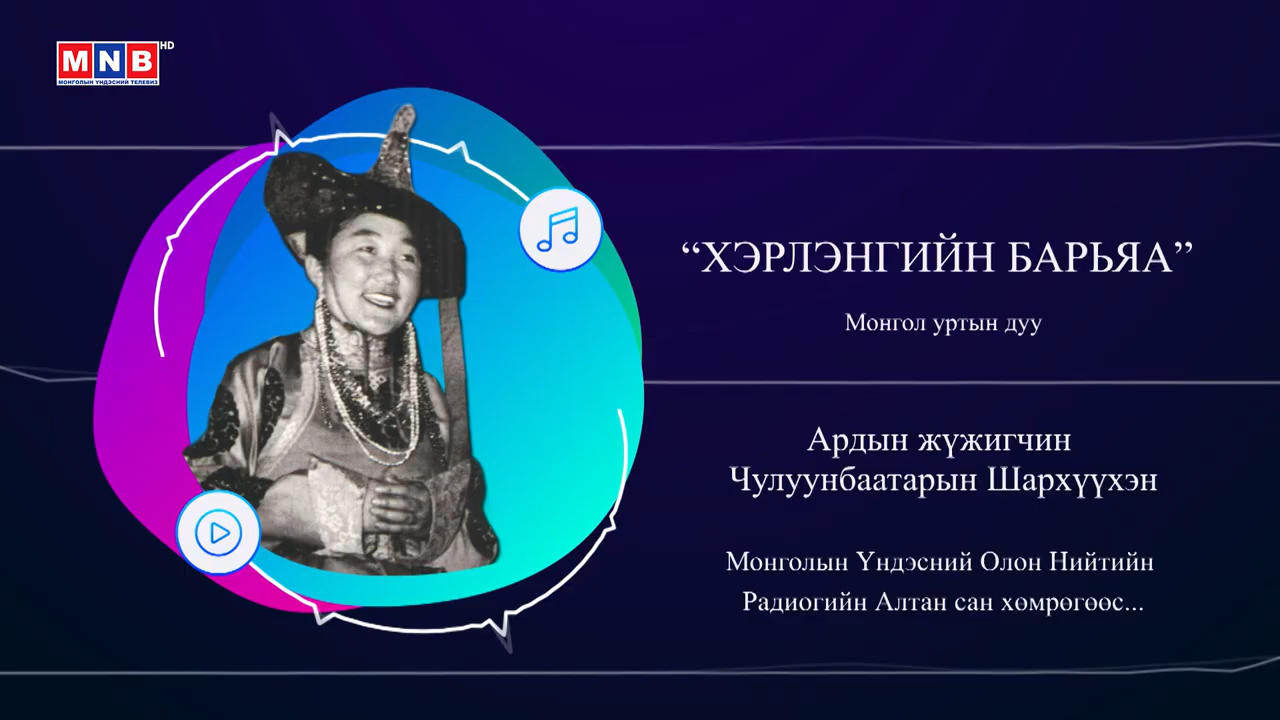 MNB HD
МОНГОЛЫН ҮНДЭСНИЙ ТЕЛЕВИЗ
“ХЭРЛЭНГИЙН БАРЬЯА”
Монгол уртын дуу
Ардын жүжигчин
Чулуунбаатарын Шархүүхэн
Монголын Үндэсний Олон Нийтийн
Радиогийн Алтан сан хөмрөгөөс...